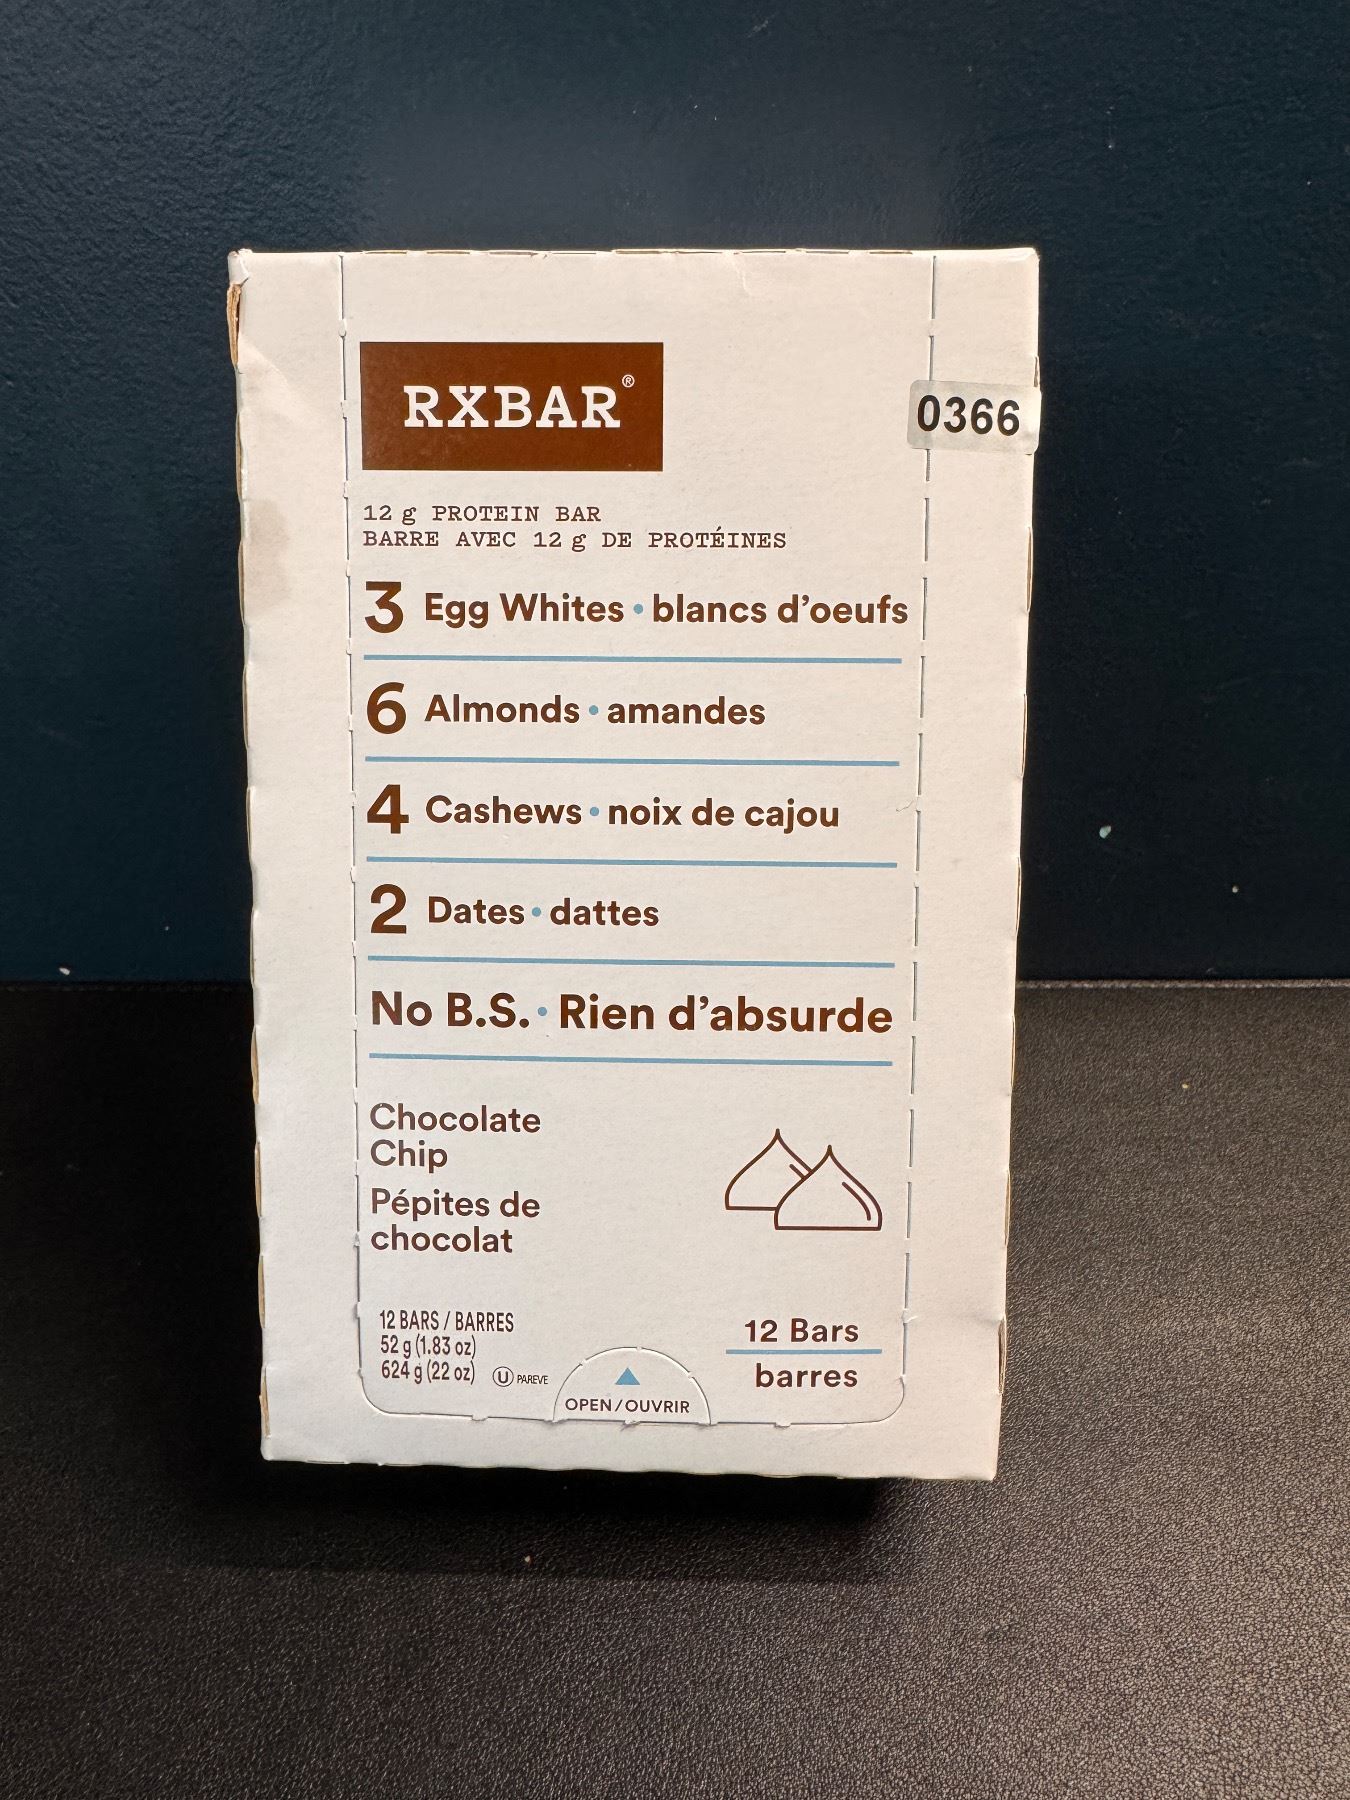 RXBAR®
0366
12 g PROTEIN BAR
BARRE AVEC 12 g DE PROTÉINES
3 Egg Whites • blancs d'oeufs
6 Almonds • amandes
4 Cashews • noix de cajou
2 Dates • dattes
No B.S. • Rien d'absurde
Chocolate
Chip
Pépites de
chocolat
12 BARS / BARRES
52 g (1.83 oz)
624 g (22 oz) U PAREVE
OPEN/OUVRIR
12 Bars
barres